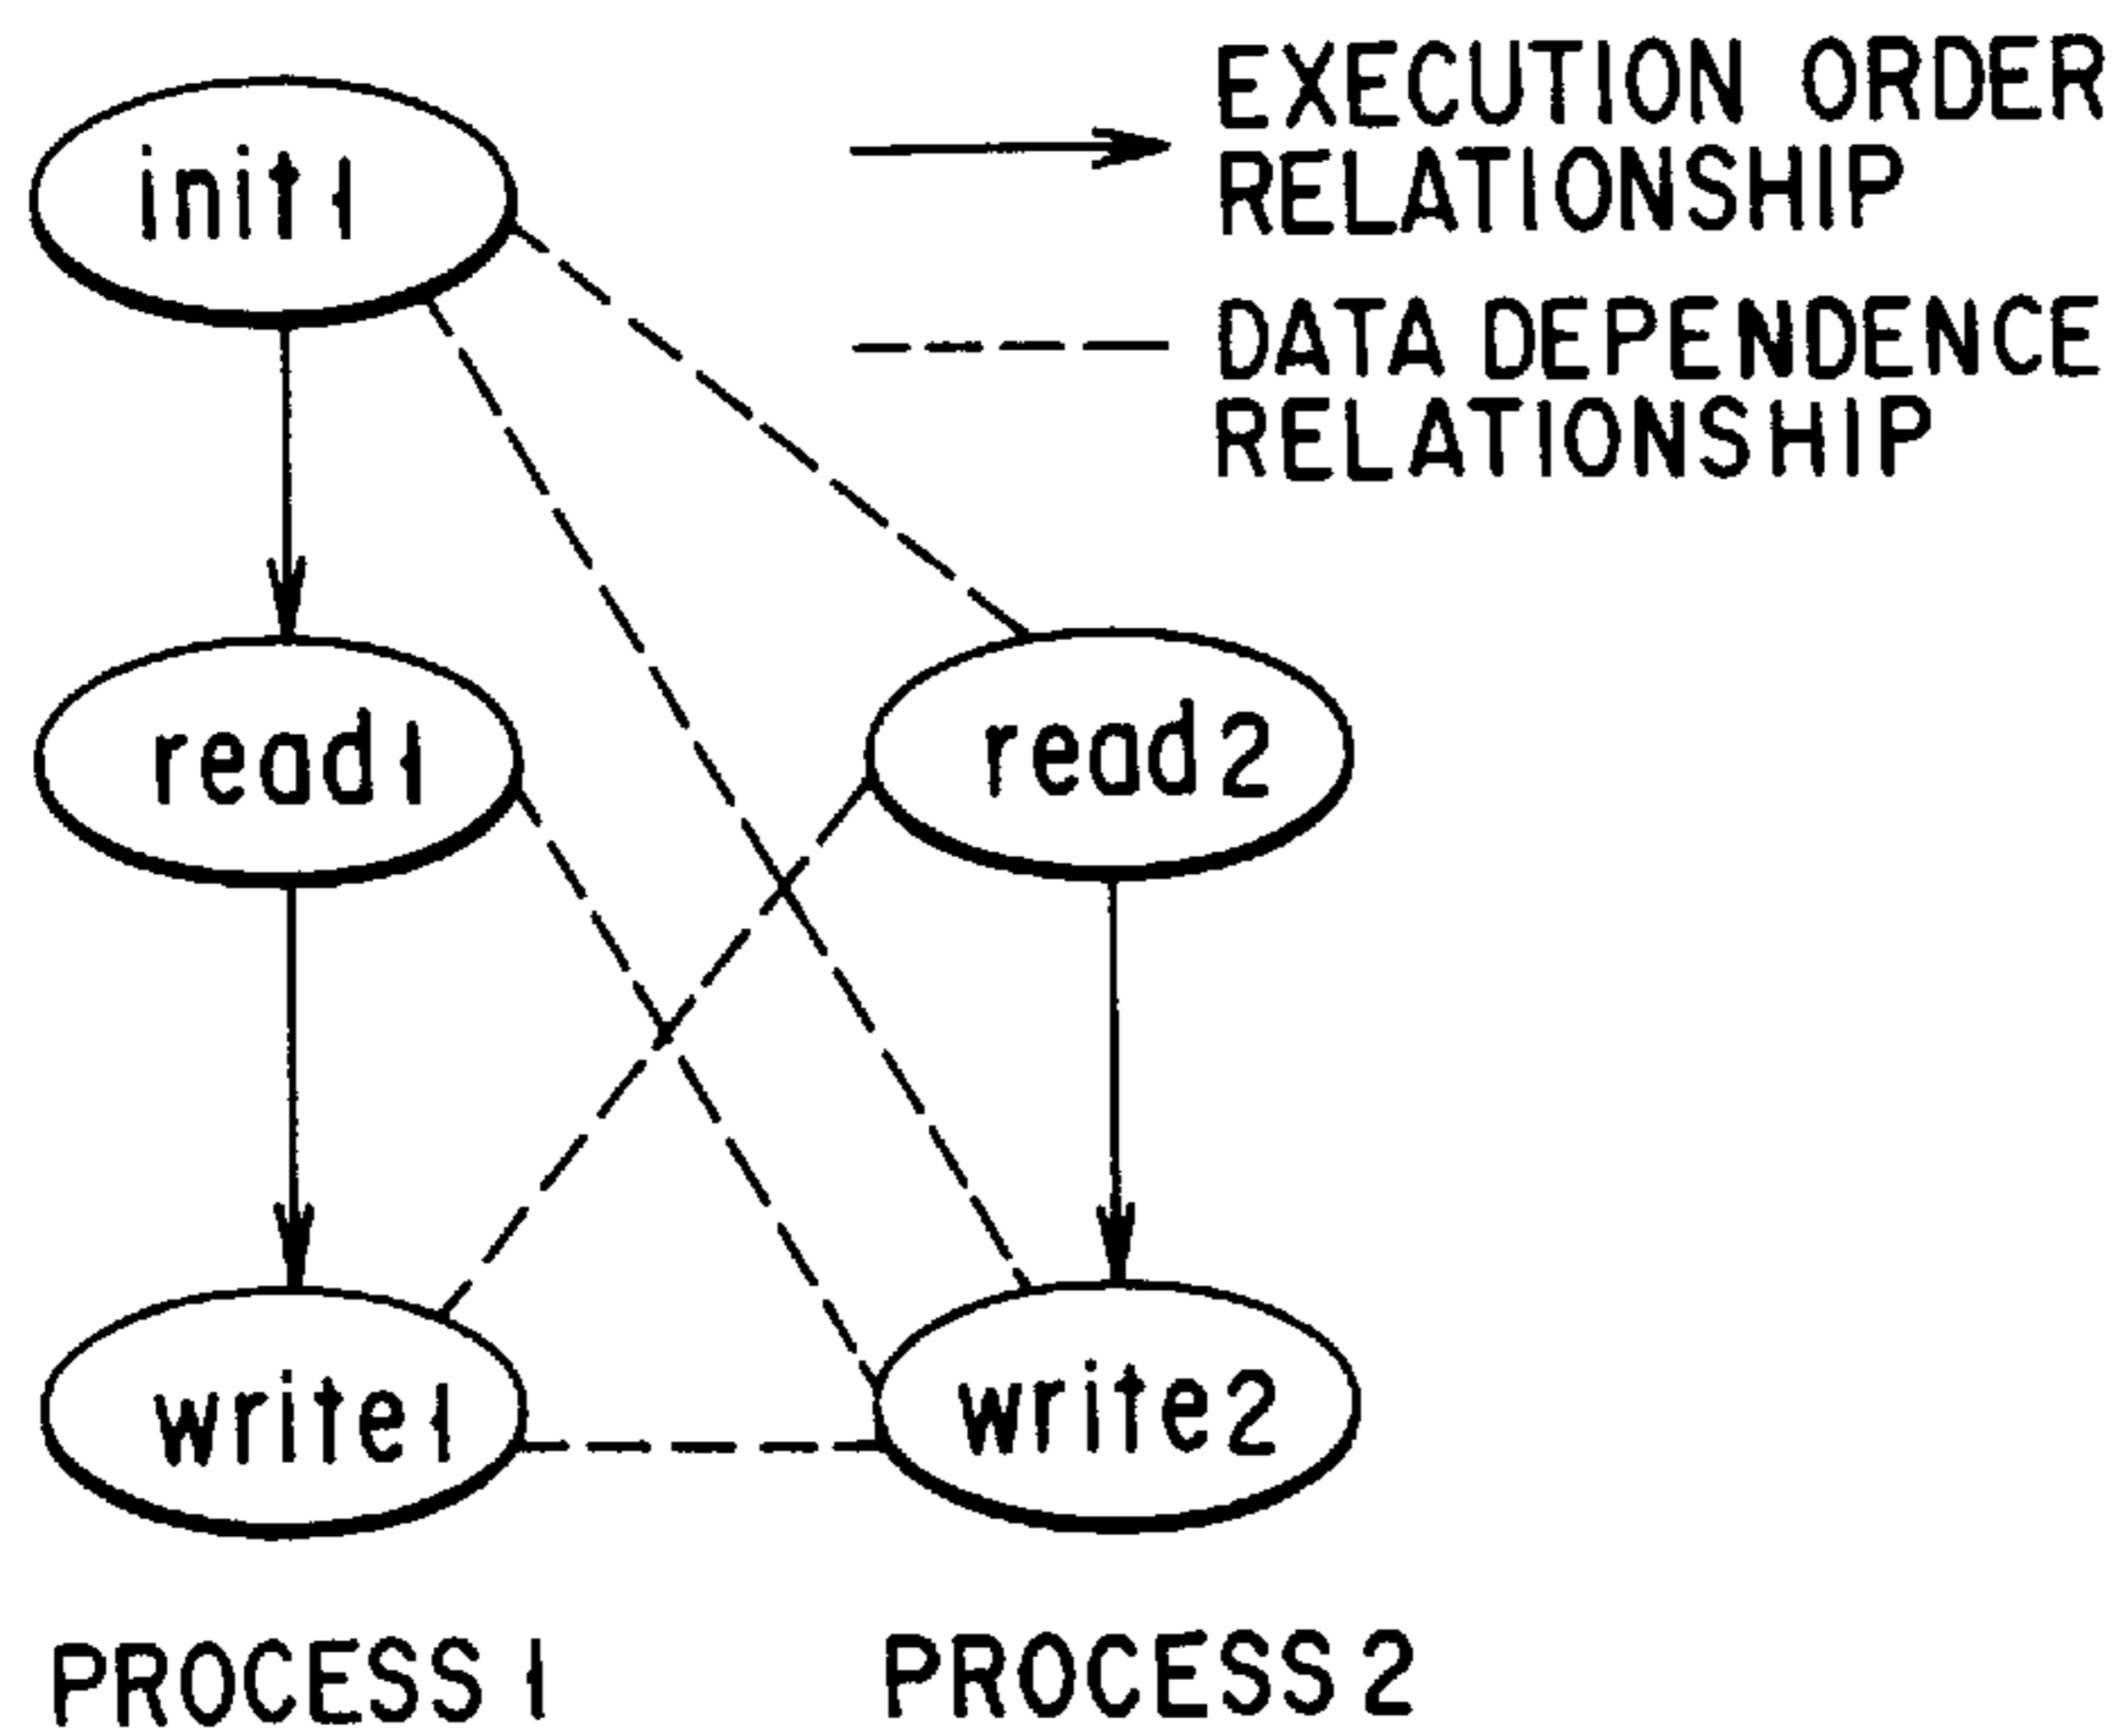 init1
EXECUTION ORDER
RELATIONSHIP
DATA DEPENDENCE
RELATIONSHIP
read1
read2
write1
write2
PROCESS 1
PROCESS 2